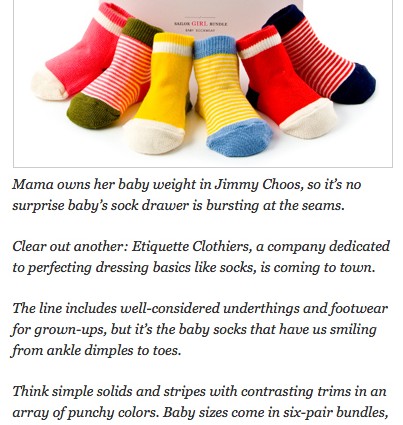 SAILOR GIRL BUNDLE
BABY SOCKWEAR
Mama owns her baby weight in Jimmy Choos, so it's no
surprise baby's sock drawer is bursting at the seams.
Clear out another: Etiquette Clothiers, a company dedicated
to perfecting dressing basics like socks, is coming to town.
The line includes well-considered underthings and footwear
for grown-ups, but it's the baby socks that have us smiling
from ankle dimples to toes.
Think simple solids and stripes with contrasting trims in an
array of punchy colors. Baby sizes come in six-pair bundles,